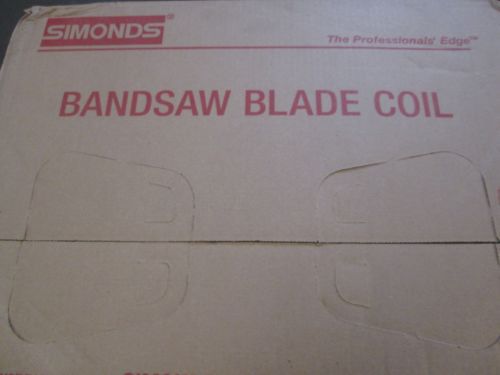 SIMONDS®
The Professionals' Edge™
BANDSAW BLADE COIL